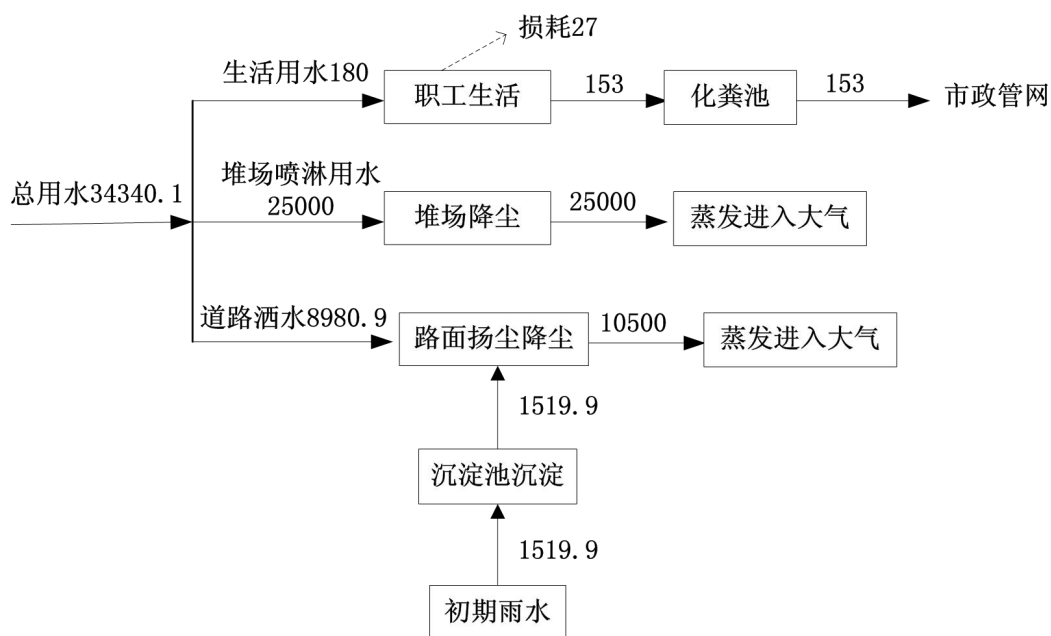 损耗27
生活用水180
职工生活
153
化粪池
153
市政管网
总用水34340.1
堆场喷淋用水
25000
堆场降尘
25000
蒸发进入大气
道路洒水8980.9
路面扬尘降尘
10500
蒸发进入大气
1519.9
沉淀池沉淀
1519.9
初期雨水